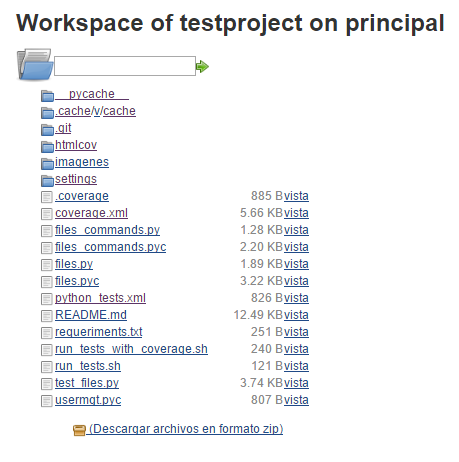 Workspace of testproject on principal
__pycache__
.cache/v/cache
.git
htmlcov
imagenes
settings
.coverage 885 B vista
coverage.xml 5.66 KB vista
files_commands.py 1.28 KB vista
files_commands.pyc 2.20 KB vista
files.py 1.89 KB vista
files.pyc 3.22 KB vista
python_tests.xml 826 B vista
README.md 12.49 KB vista
requeriments.txt 251 B vista
run_tests_with_coverage.sh 240 B vista
run_tests.sh 121 B vista
test_files.py 3.74 KB vista
usermgt.pyc 807 B vista
(Descargar archivos en formato zip)